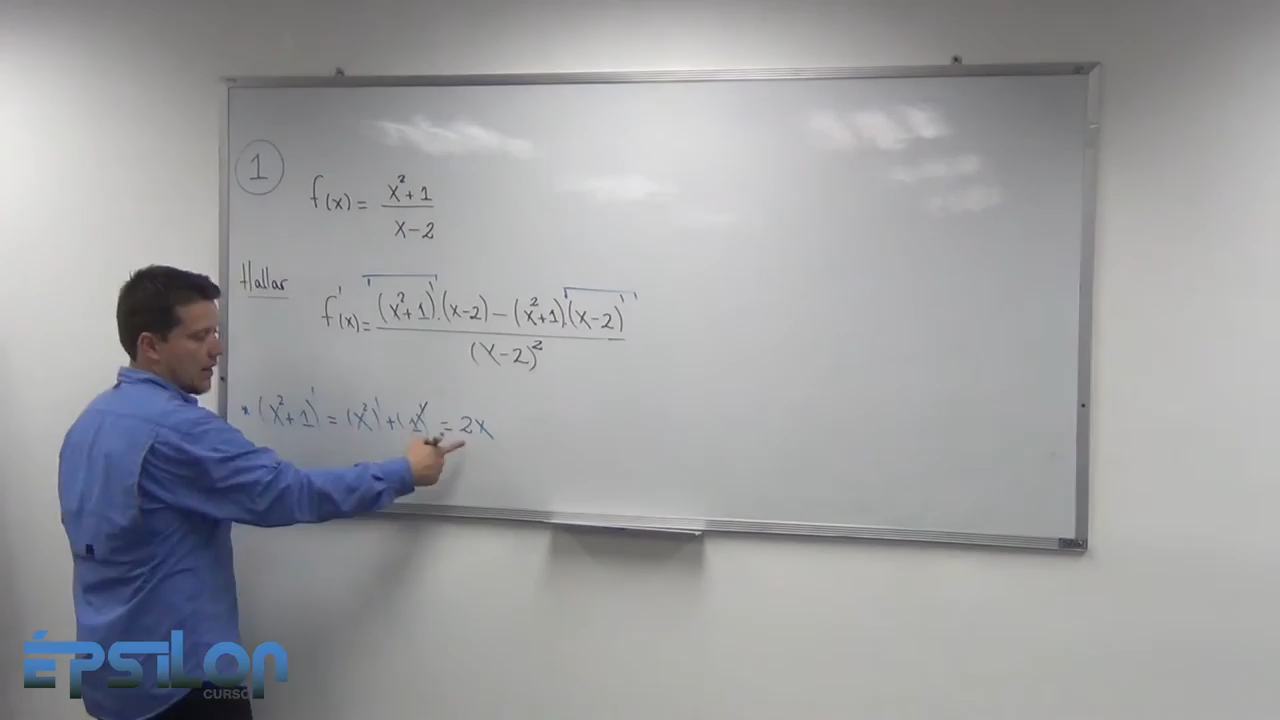 1
f(x) = x²+1 / x-2
Hallar
f'(x) = (x²+1)'.(x-2) - (x²+1).(x-2)' / (x-2)²
* (x²+1)' = (x²)' + (1)' = 2x
ÉPSILON
CURSO